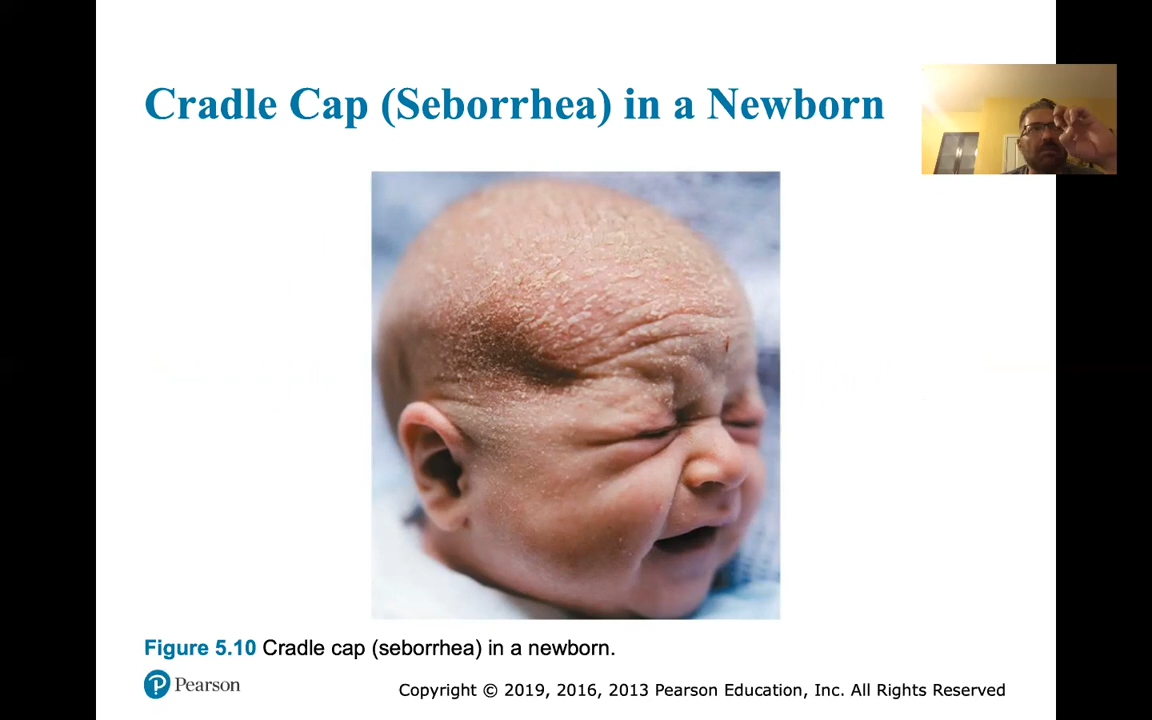 Cradle Cap (Seborrhea) in a Newborn
Figure 5.10 Cradle cap (seborrhea) in a newborn.
P Pearson
Copyright © 2019, 2016, 2013 Pearson Education, Inc. All Rights Reserved